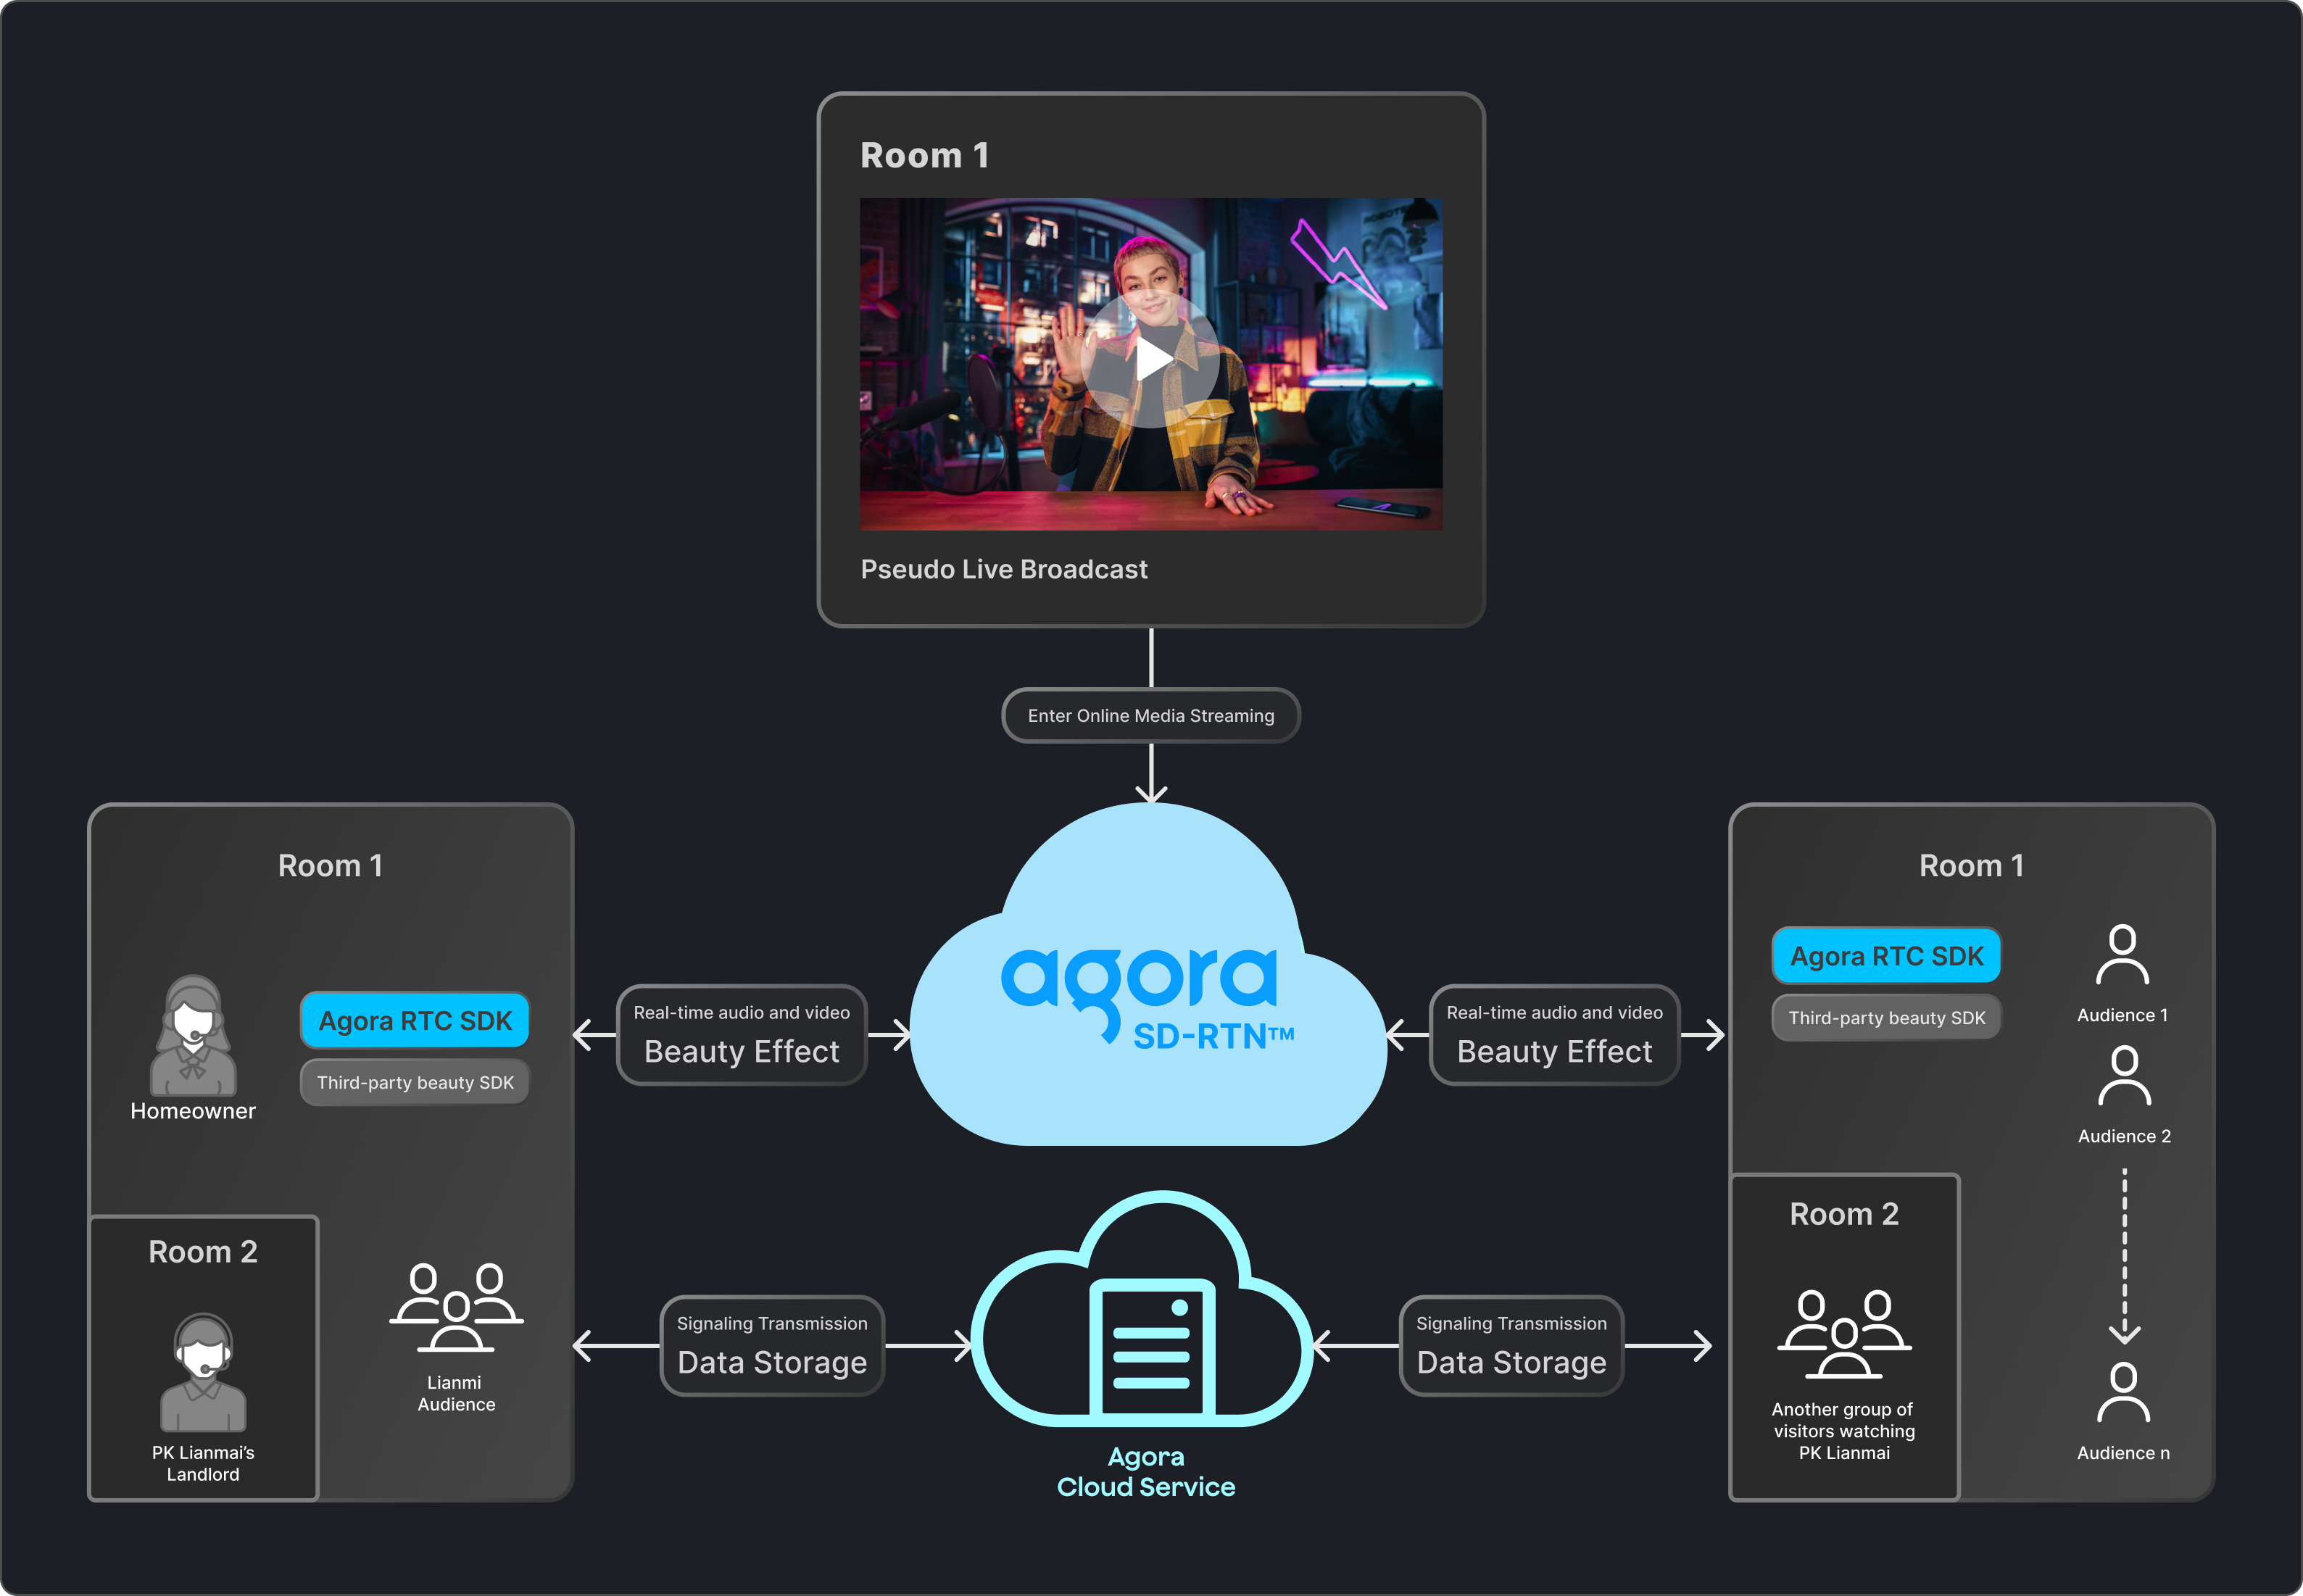 Room 1
Pseudo Live Broadcast
Enter Online Media Streaming
Room 1
Homeowner
Agora RTC SDK
Third-party beauty SDK
Room 2
PK Lianmai's
Landlord
Lianmi
Audience
Real-time audio and video
Beauty Effect
agora
SD-RTN™
Real-time audio and video
Beauty Effect
Signaling Transmission
Data Storage
Agora
Cloud Service
Signaling Transmission
Data Storage
Room 1
Agora RTC SDK
Third-party beauty SDK
Audience 1
Audience 2
Audience n
Room 2
Another group of
visitors watching
PK Lianmai